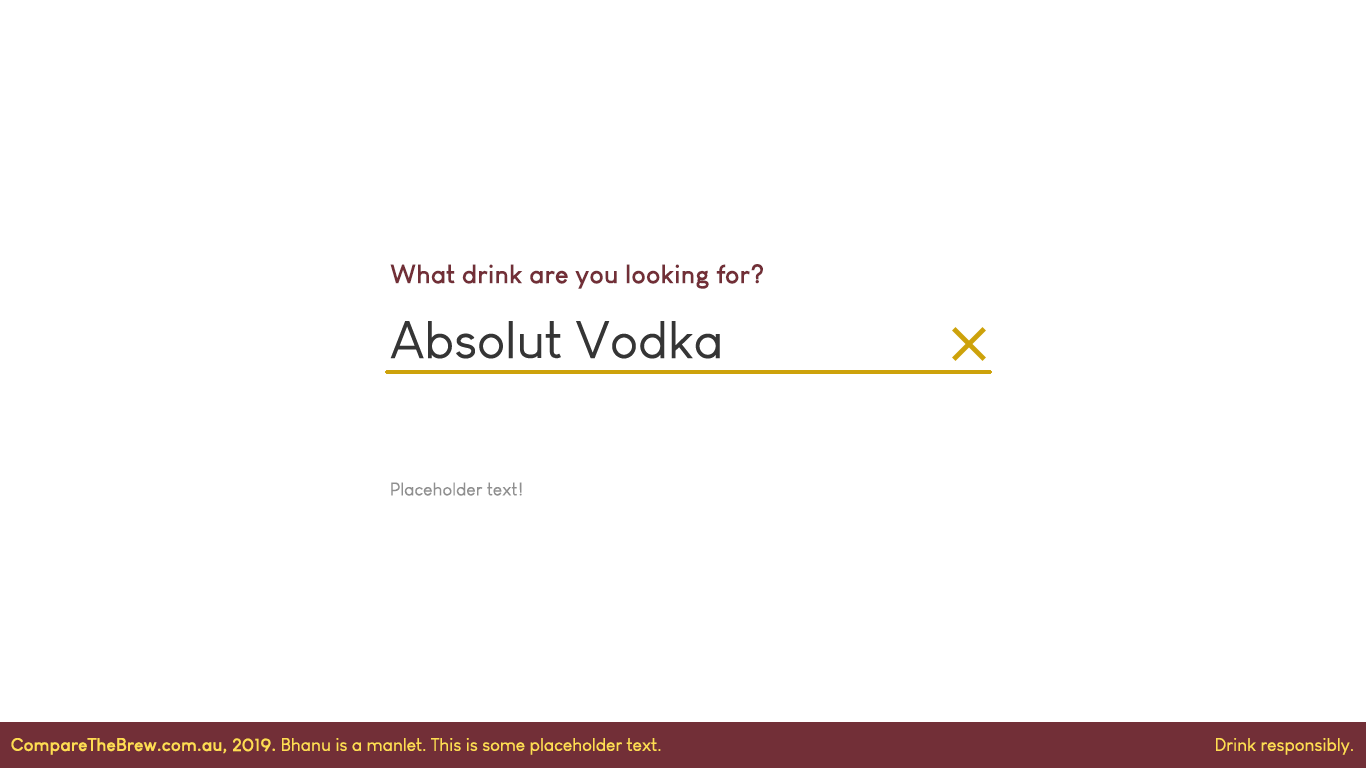 What drink are you looking for?
Absolut Vodka
Placeholder text!
CompareTheBrew.com.au, 2019. Bhanu is a manlet. This is some placeholder text.
Drink responsibly.